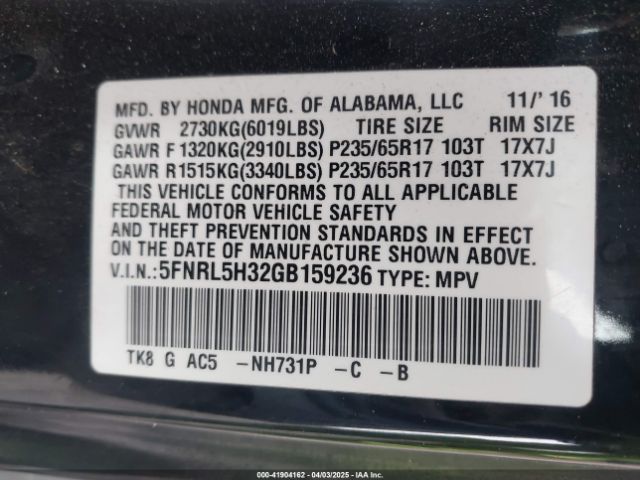 MFD. BY HONDA MFG. OF ALABAMA, LLC 11/' 16
GVWR 2730KG(6019LBS) TIRE SIZE RIM SIZE
GAWR F 1320KG(2910LBS) P235/65R17 103T 17X7J
GAWR R1515KG(3340LBS) P235/65R17 103T 17X7J
THIS VEHICLE CONFORMS TO ALL APPLICABLE
FEDERAL MOTOR VEHICLE SAFETY
AND THEFT PREVENTION STANDARDS IN EFFECT
ON THE DATE OF MANUFACTURE SHOWN ABOVE.
V.I.N.:5FNRL5H32GB159236 TYPE: MPV
TK8 G AC5 -NH731P -C -B
000-41904162 - 04/03/2025 - IAA Inc.